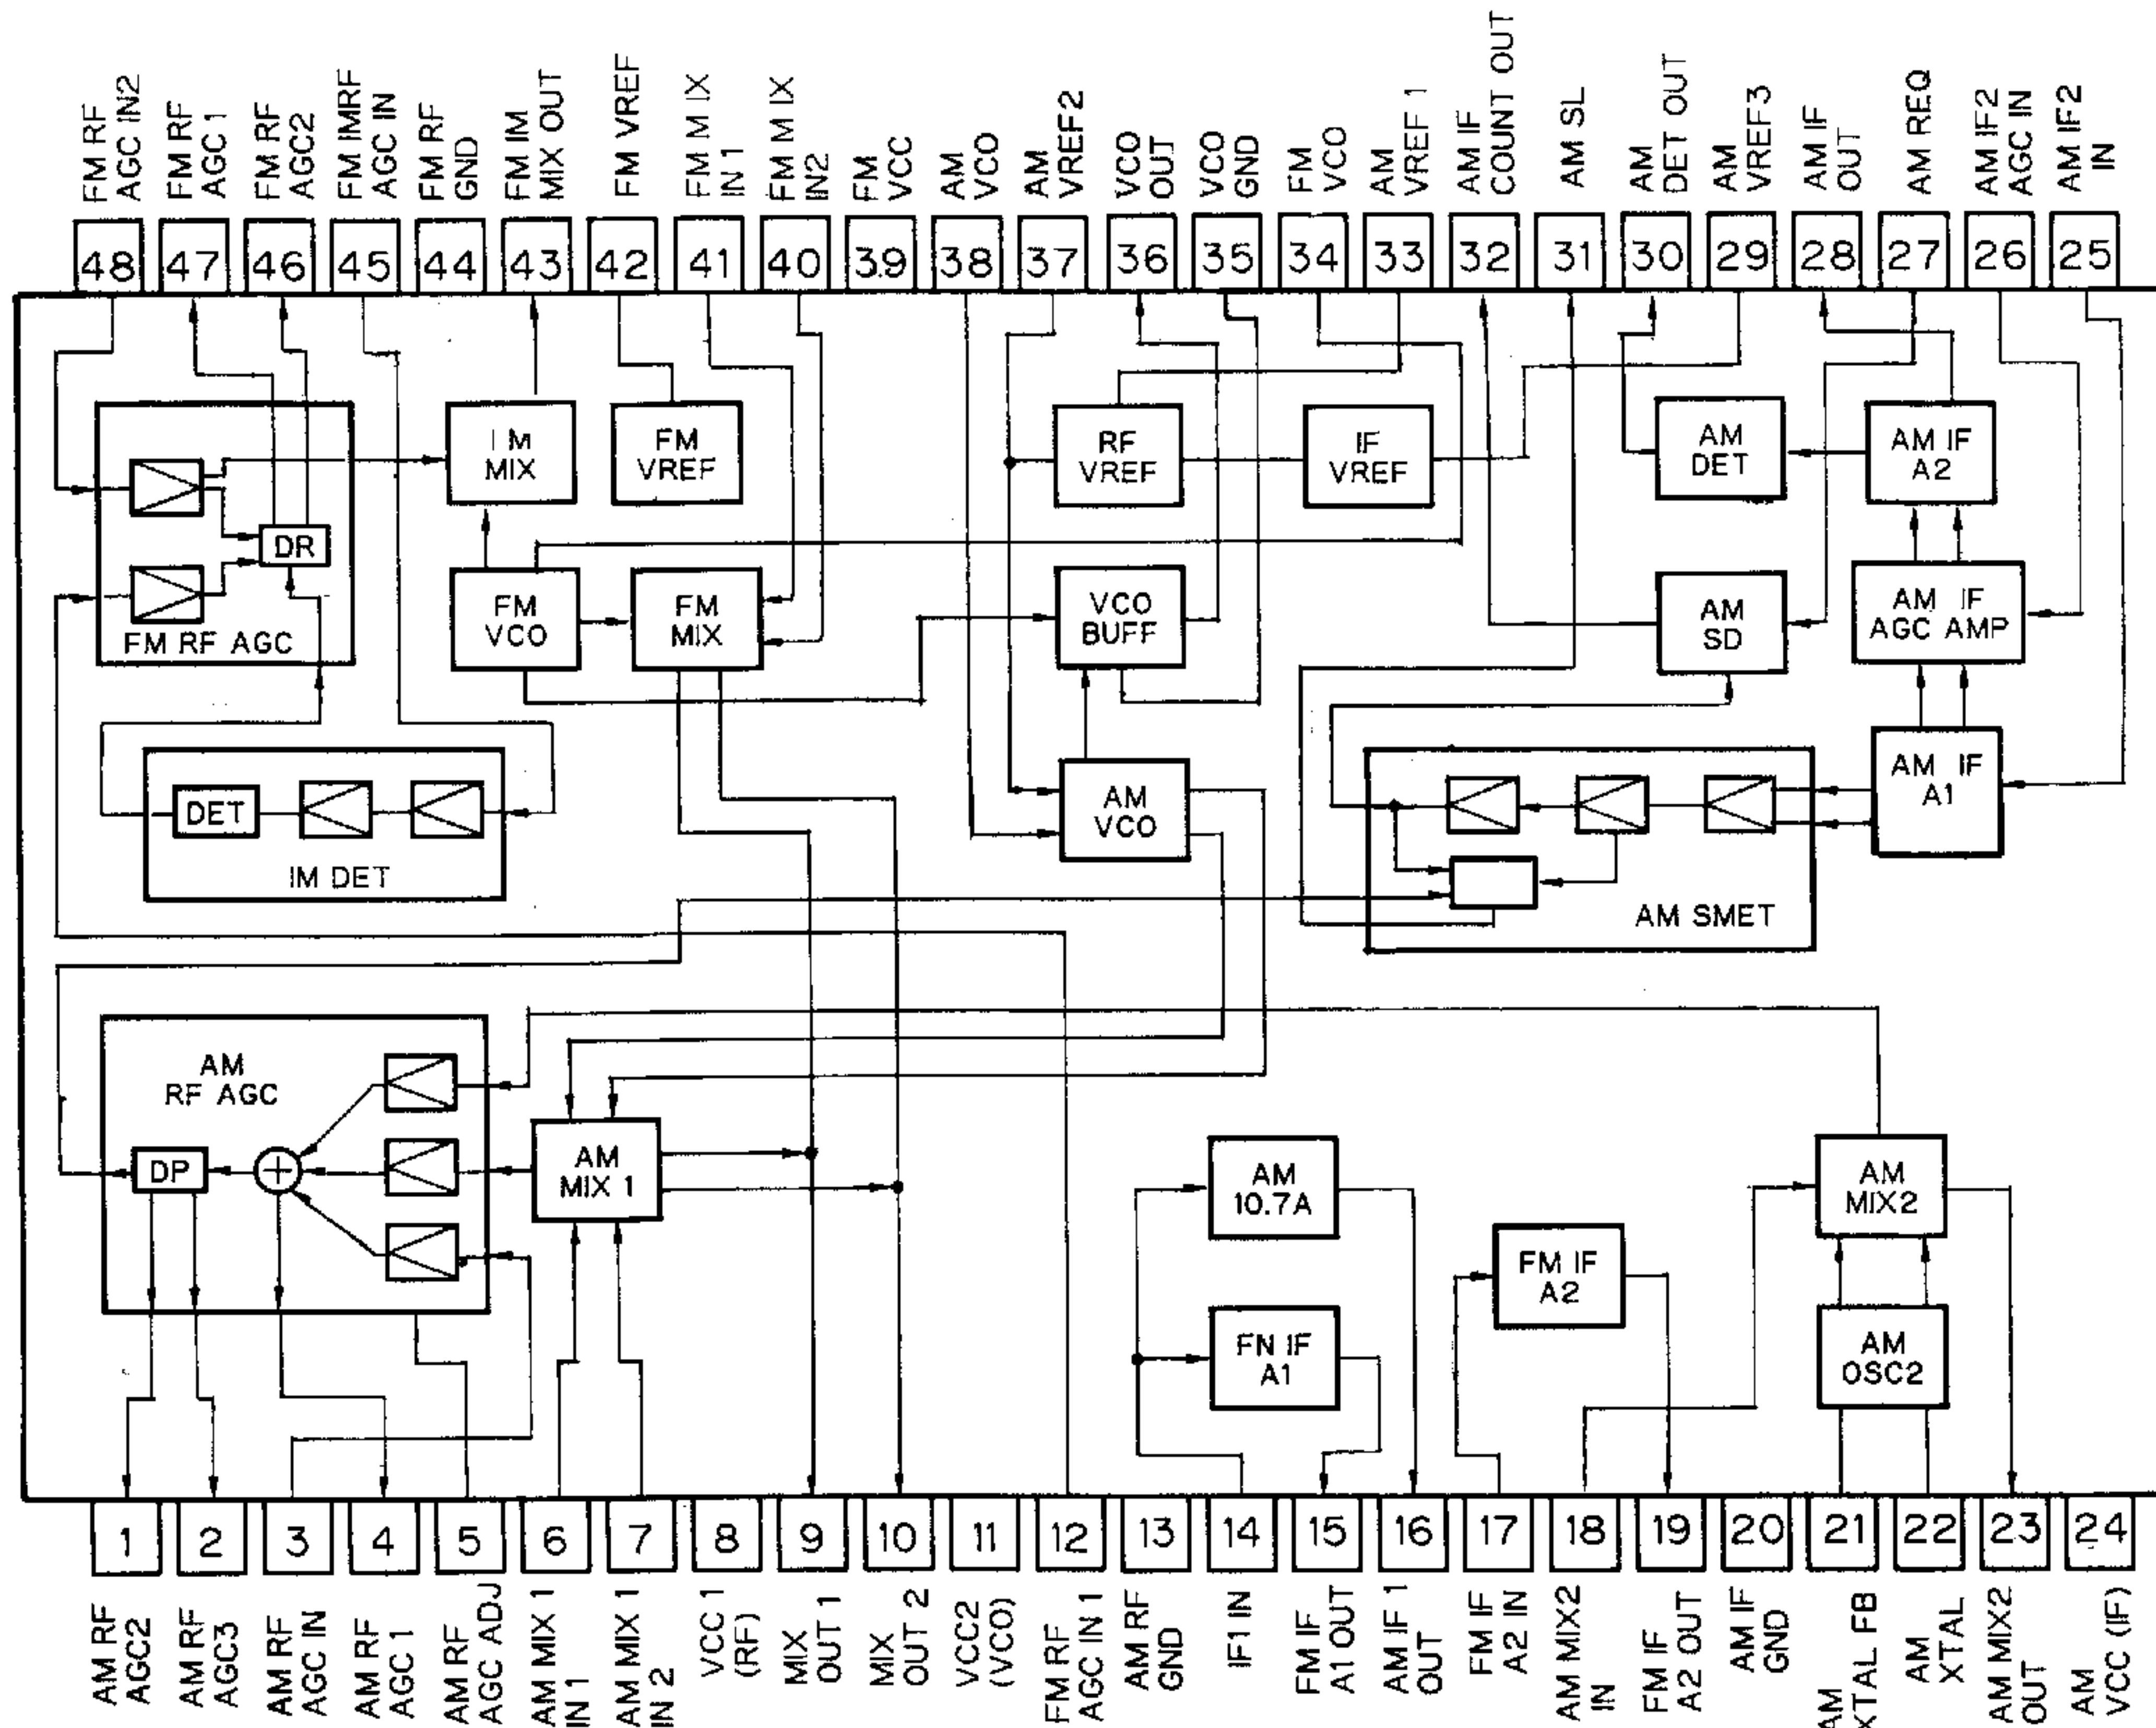 FM RF
AGC IN2
FM RF
AGC1
FM RF
AGC2
FM IMRF
AGC IN
FM RF
GND
FM IM
MIX OUT
FM VREF
FM M IX
IN1
FM M IX
IN2
FM
VCC
AM
VCO
AM
VREF2
VCO
OUT
VCO
GND
FM
VCO
AM
VREF 1
AM IF
COUNT OUT
AM SL
AM
DET OUT
AM
VREF3
AM IF
OUT
AM REQ
AM IF2
AGC IN
AM IF2
IN
48
47
46
45
44
43
42
41
40
3.9
38
37
36
35
34
33
32
31
30
29
28
27
26
25
DR
FM RF AGC
IM
MIX
FM
VREF
RF
VREF
IF
VREF
AM
DET
AM IF
A2
FM
VCO
FM
MIX
VCO
BUFF
AM
SD
AM IF
AGC AMP
DET
IM DET
AM
VCO
AM SMET
AM IF
A1
AM
RF AGC
DP
+
AM
MIX 1
AM
10.7A
FN IF
A1
FM IF
A2
AM
MIX2
AM
OSC2
1
2
3
4
5
6
7
8
9
10
11
12
13
14
15
16
17
18
19
20
21
22
23
24
AM RF
AGC2
AM RF
AGC3
AM RF
AGC IN
AM RF
AGC 1
AM RF
AGC ADJ
AM MIX 1
IN 1
AM MIX 1
IN 2
VCC 1
(RF)
MIX
OUT 1
MIX
OUT 2
VCC2
(VCO)
FM RF
AGC IN 1
AM RF
GND
IF1 IN
FM IF
A1 OUT
AM IF 1
OUT
FM IF
A2 IN
AM MIX2
IN
FM IF
A2 OUT
AM IF
GND
AM
XTAL FB
AM
XTAL
AM MIX2
OUT
AM
VCC (IF)